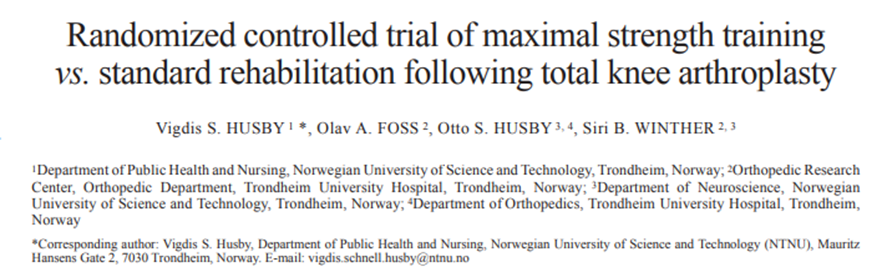 Randomized controlled trial of maximal strength training
vs. standard rehabilitation following total knee arthroplasty
Vigdis S. HUSBY 1 *, Olav A. FOSS 2, Otto S. HUSBY 3, 4, Siri B. WINTHER 2, 3
1Department of Public Health and Nursing, Norwegian University of Science and Technology, Trondheim, Norway; 2Orthopedic Research
Center, Orthopedic Department, Trondheim University Hospital, Trondheim, Norway; 3Department of Neuroscience, Norwegian
University of Science and Technology, Trondheim, Norway; 4Department of Orthopedics, Trondheim University Hospital, Trondheim,
Norway
*Corresponding author: Vigdis S. Husby, Department of Public Health and Nursing, Norwegian University of Science and Technology (NTNU), Mauritz
Hansens Gate 2, 7030 Trondheim, Norway. E-mail: vigdis.schnell.husby@ntnu.no